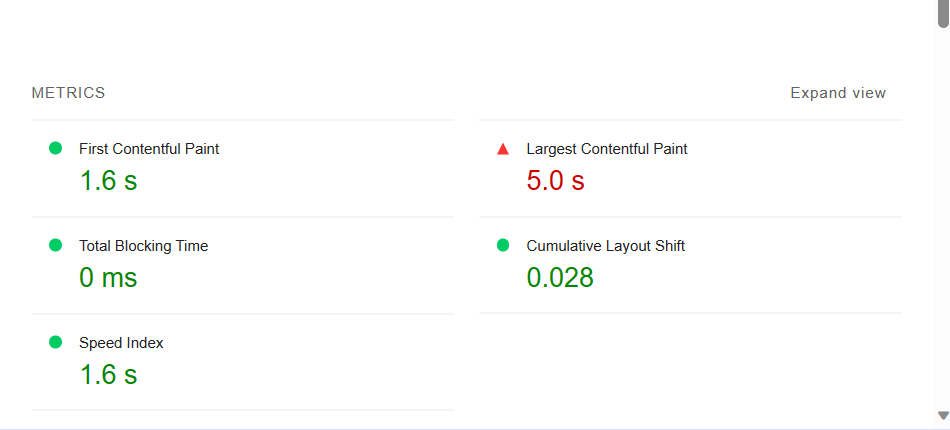 METRICS
Expand view
First Contentful Paint
1.6 s
Largest Contentful Paint
5.0 s
Total Blocking Time
0 ms
Cumulative Layout Shift
0.028
Speed Index
1.6 s